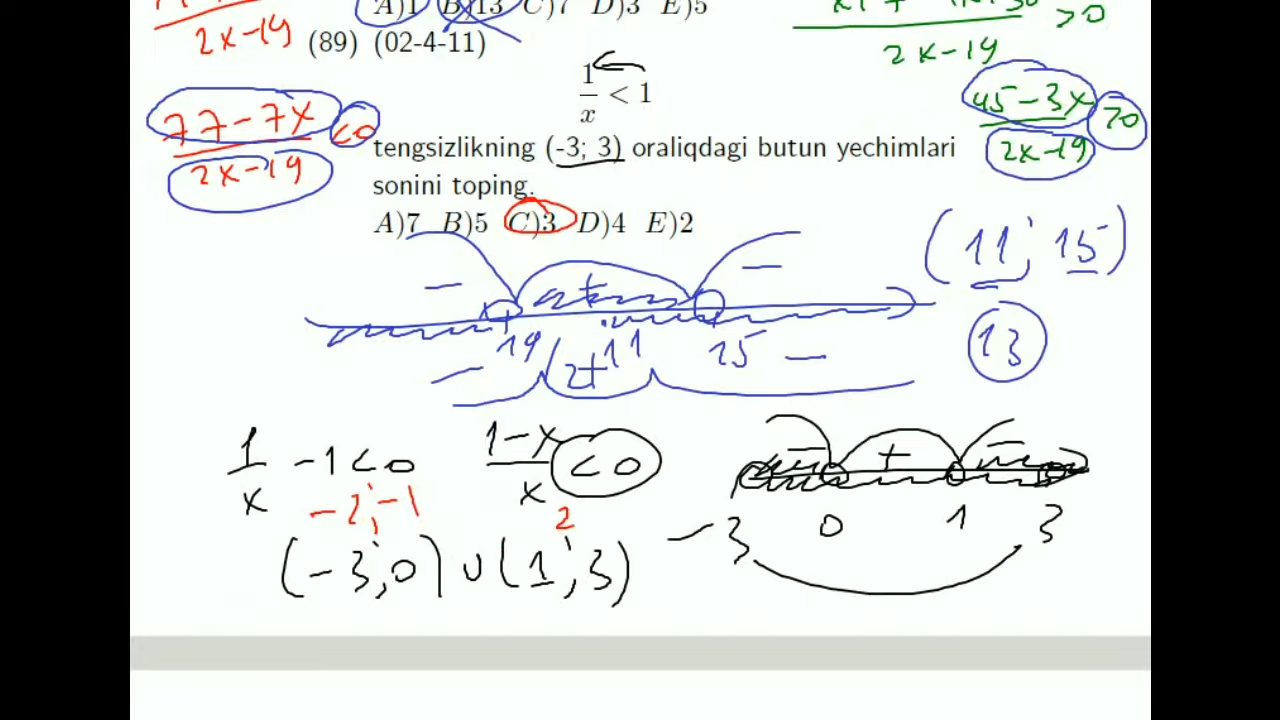 A)1 B)13 C)7 D)3 E)5
2x-19
>0
2x-19
(89) (02-4-11)
1/x < 1
77-7x/2x-19 <0
45-3x/2x-19 >0
tengsizlikning (-3; 3) oraliqdagi butun yechimlari
sonini toping.
A)7 B)5 C)3 D)4 E)2
(11; 15)
- + -
19 11 15
- + -
13
1/x -1<0
1-x/x <0
- + -
-3 0 1 3
-2; -1
2
(-3; 0) ∪ (1; 3)